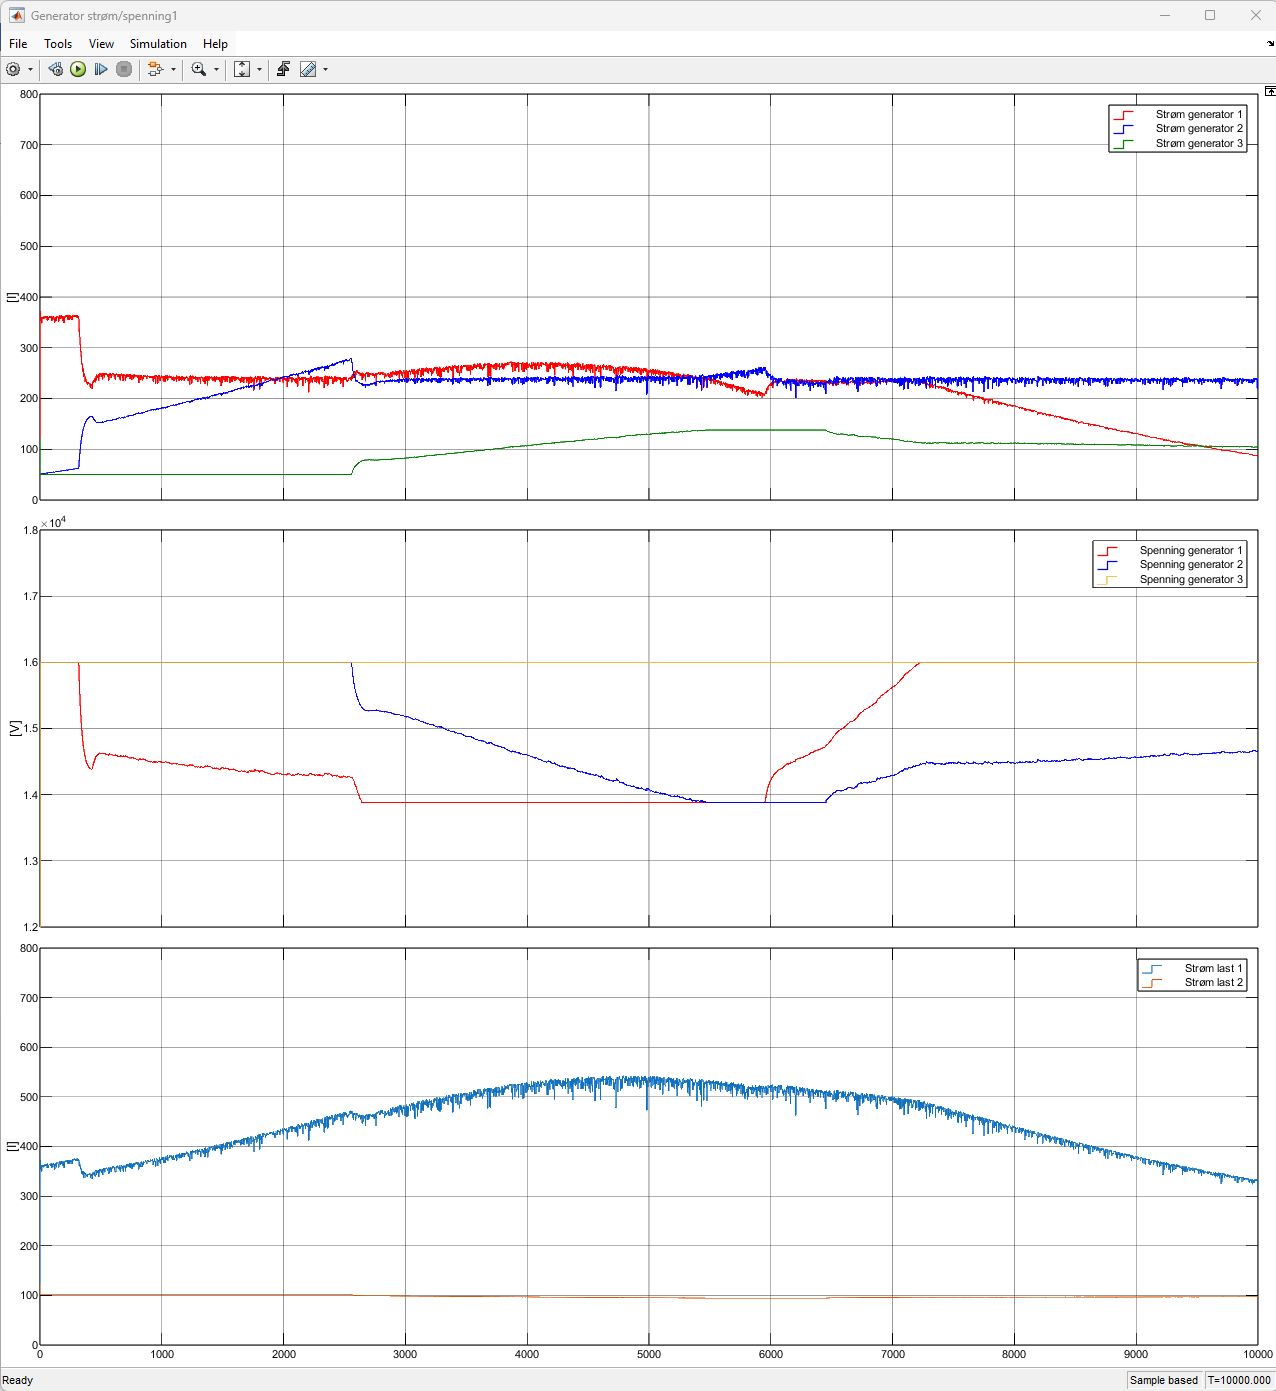 Generator strøm/spenning1
File Tools View Simulation Help
800
700
600
500
400
300
200
100
0
[I]
Strøm generator 1
Strøm generator 2
Strøm generator 3
×10^4
1.8
1.7
1.6
1.5
1.4
1.3
1.2
[V]
Spenning generator 1
Spenning generator 2
Spenning generator 3
800
700
600
500
400
300
200
100
0
[I]
Strøm last 1
Strøm last 2
0 1000 2000 3000 4000 5000 6000 7000 8000 9000 10000
Ready
Sample based T=10000.000